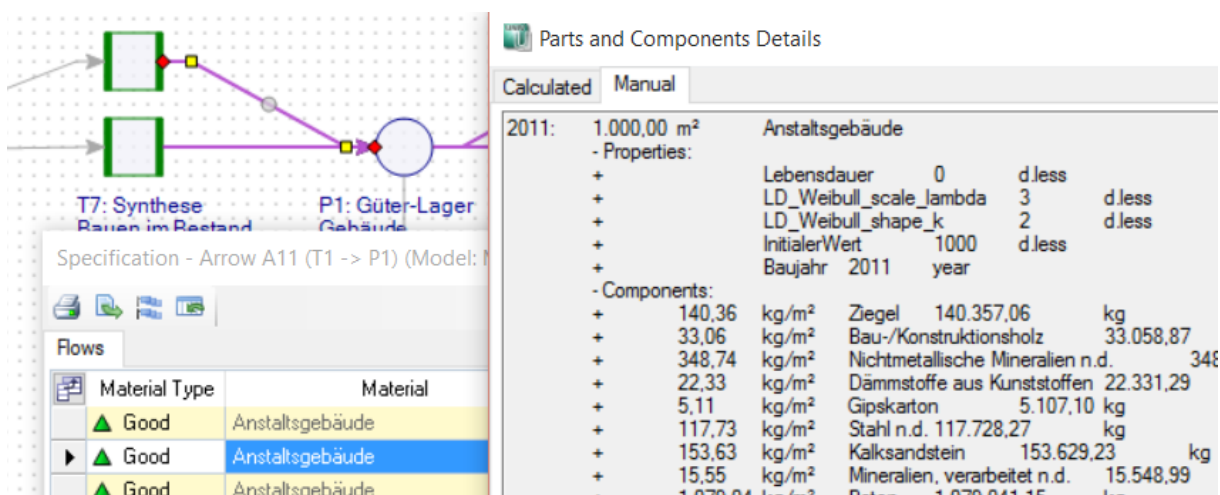 T7: Synthese
Bauen im Bestand
P1: Güter-Lager
Gebäude
Specification - Arrow A11 (T1 -> P1) (Model:
Flows
Material Type Material
Good Anstaltsgebäude
Good Anstaltsgebäude
Good Anstaltsgebäude
Parts and Components Details
Calculated Manual
2011: 1.000,00 m² Anstaltsgebäude
- Properties:
+ Lebensdauer 0 d.less
+ LD_Weibull_scale_lambda 3 d.less
+ LD_Weibull_shape_k 2 d.less
+ InitialerWert 1000 d.less
+ Baujahr 2011 year
- Components:
+ 140,36 kg/m² Ziegel 140.357,06 kg
+ 33,06 kg/m² Bau-/Konstruktionsholz 33.058,87
+ 348,74 kg/m² Nichtmetallische Mineralien n.d. 348
+ 22,33 kg/m² Dämmstoffe aus Kunststoffen 22.331,29
+ 5,11 kg/m² Gipskarton 5.107,10 kg
+ 117,73 kg/m² Stahl n.d. 117.728,27 kg
+ 153,63 kg/m² Kalksandstein 153.629,23 kg
+ 15,55 kg/m² Mineralien, verarbeitet n.d. 15.548,99